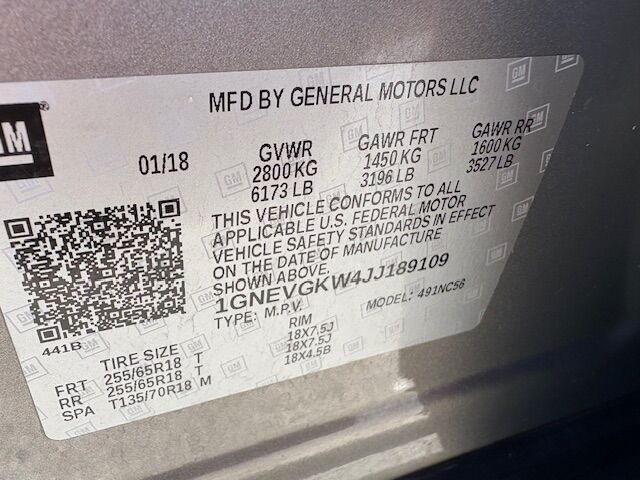 GM
MFD BY GENERAL MOTORS LLC
01/18 GVWR GAWR FRT GAWR RR
2800 KG 1450 KG 1600 KG
6173 LB 3196 LB 3527 LB
THIS VEHICLE CONFORMS TO ALL
APPLICABLE U.S. FEDERAL MOTOR
VEHICLE SAFETY STANDARDS IN EFFECT
ON THE DATE OF MANUFACTURE
SHOWN ABOVE.
1GNEVGKW4JJ189109
TYPE: M.P.V. MODEL: 491NC56
441B
TIRE SIZE RIM
FRT 255/65R18 T 18X7.5J
RR 255/65R18 T 18X7.5J
SPA T135/70R18 M 18X4.5B